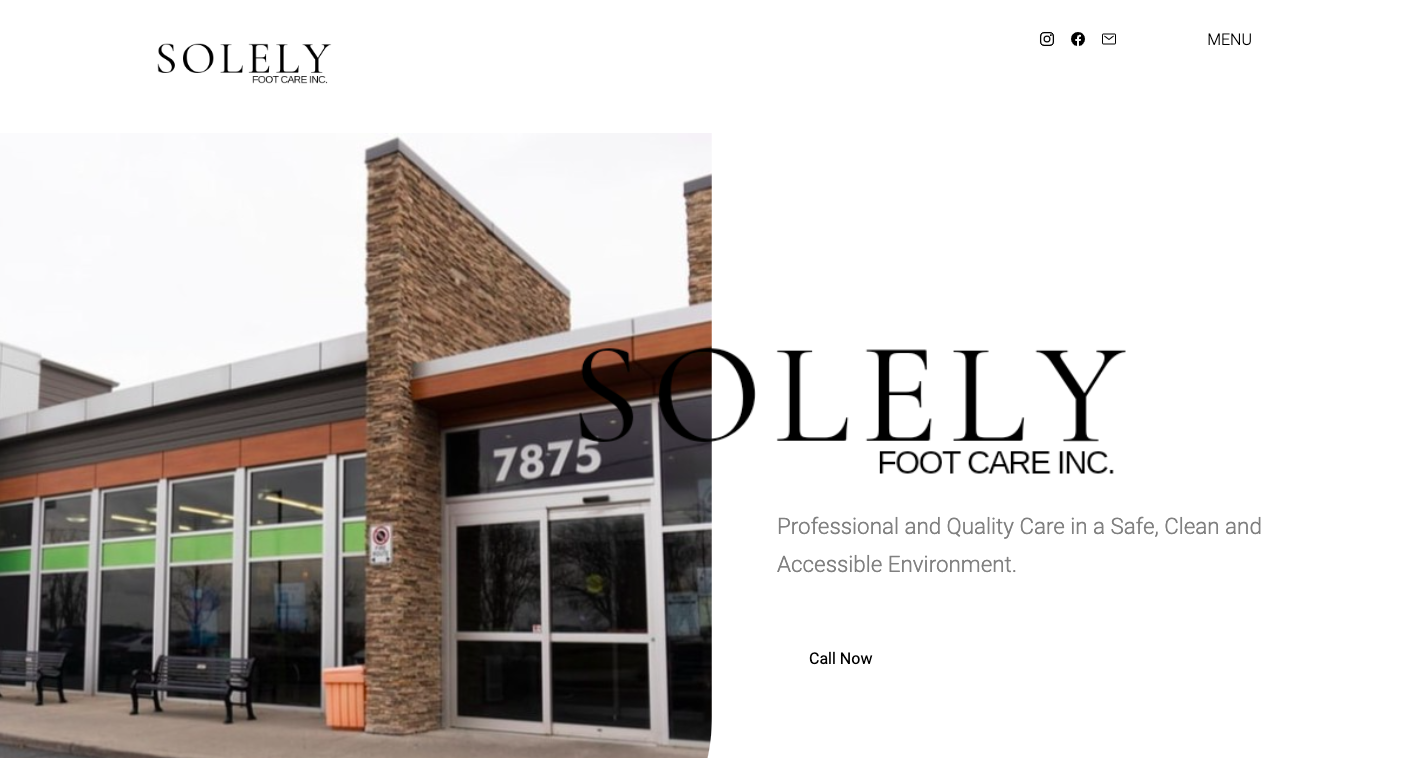 SOLELY
FOOT CARE INC.
MENU
SOLELY
FOOT CARE INC.
7875
Professional and Quality Care in a Safe, Clean and
Accessible Environment.
Call Now